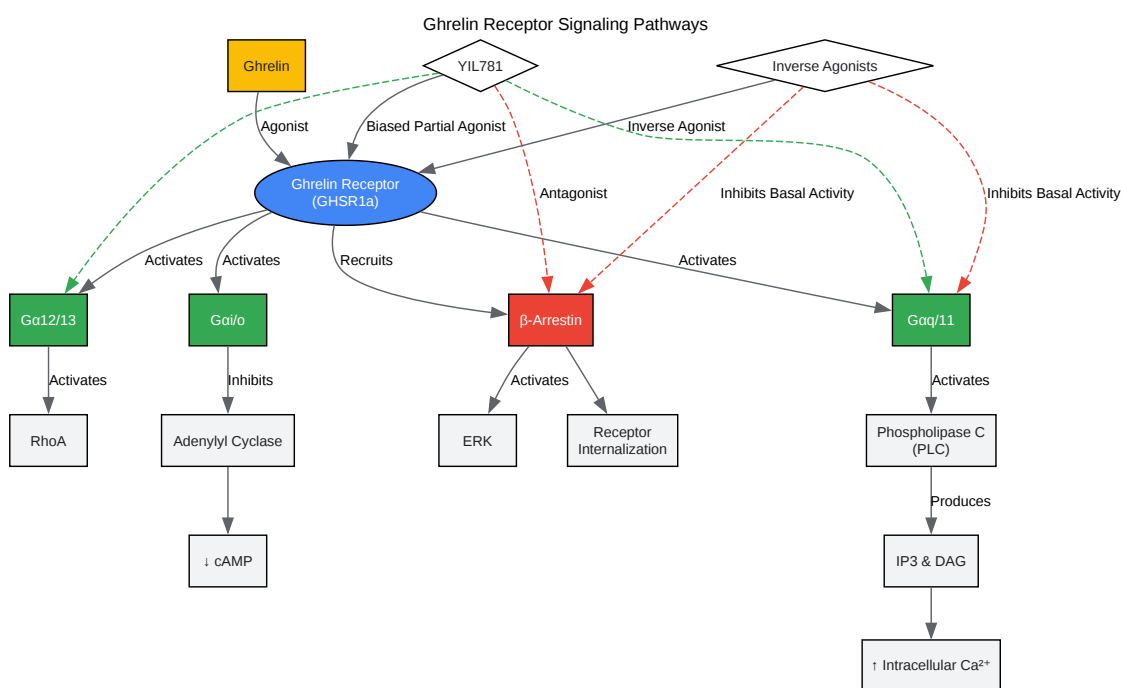 Ghrelin Receptor Signaling Pathways
Ghrelin
YIL781
Inverse Agonists
Agonist
Biased Partial Agonist
Inverse Agonist
Ghrelin Receptor
(GHSR1a)
Antagonist
Inhibits Basal Activity
Inhibits Basal Activity
Activates
Activates
Recruits
Activates
Gα12/13
Gαi/o
β-Arrestin
Gαq/11
Activates
Inhibits
Activates
Activates
RhoA
Adenylyl Cyclase
ERK
Receptor
Internalization
Phospholipase C
(PLC)
Produces
↓ cAMP
IP3 & DAG
↑ Intracellular Ca²⁺